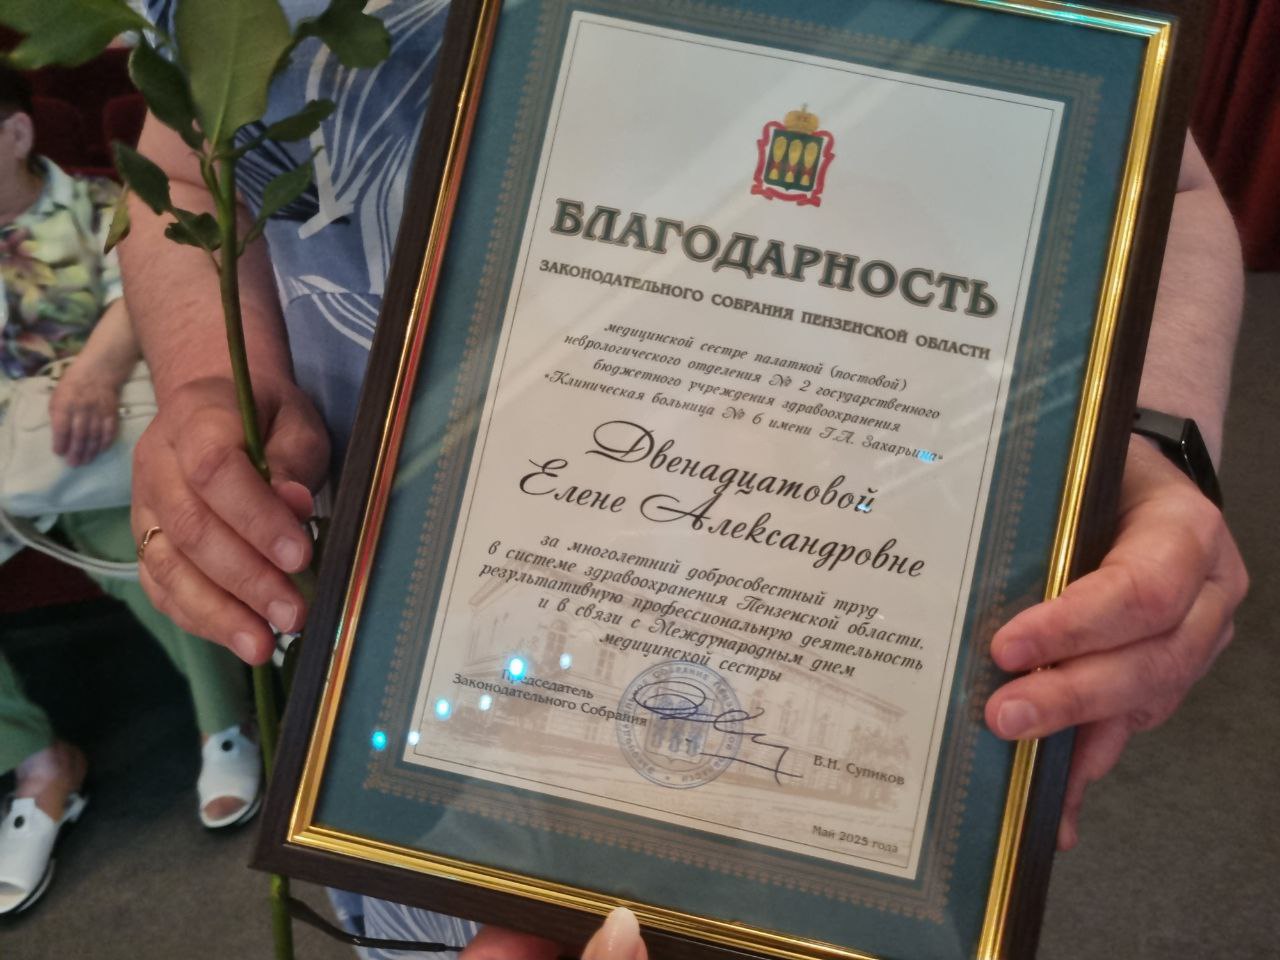 БЛАГОДАРНОСТЬ
ЗАКОНОДАТЕЛЬНОГО СОБРАНИЯ ПЕНЗЕНСКОЙ ОБЛАСТИ
медицинской сестре палатной (постовой)
неврологического отделения № 2 государственного
бюджетного учреждения здравоохранения
«Клиническая больница № 6 имени Г.А. Захарьина»
Двенадцатовой
Елене Александровне
за многолетний добросовестный труд
в системе здравоохранения Пензенской области,
результативную профессиональную деятельность
и в связи с Международным днем
медицинской сестры
Председатель
Законодательного Собрания
В.Н. Супиков
Май 2025 года